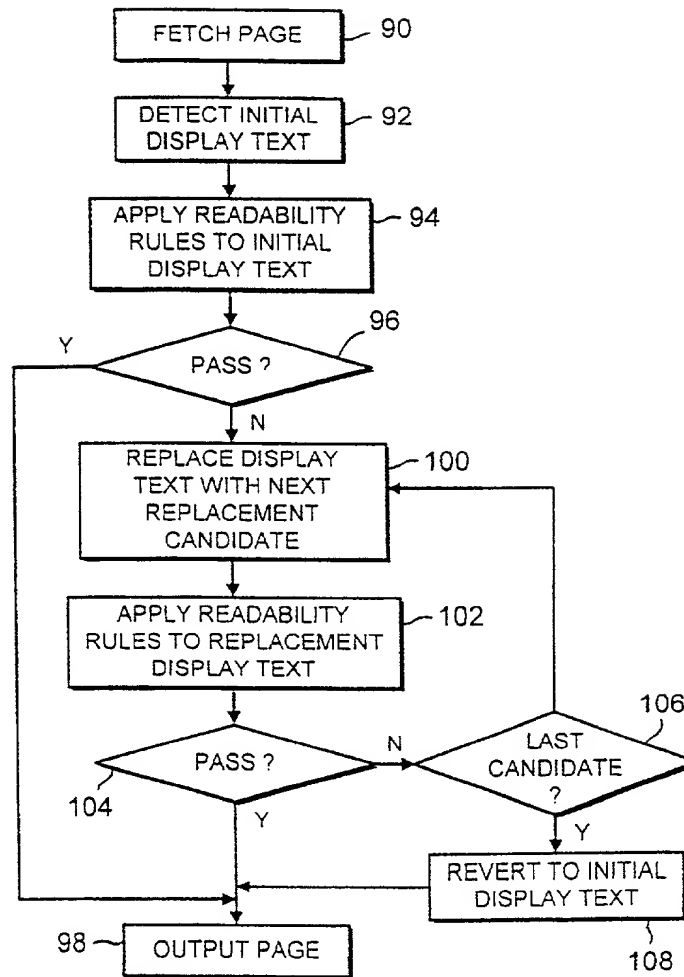 FETCH PAGE
90
DETECT INITIAL
DISPLAY TEXT
92
APPLY READABILITY
RULES TO INITIAL
DISPLAY TEXT
94
96
Y
PASS ?
N
REPLACE DISPLAY
TEXT WITH NEXT
REPLACEMENT
CANDIDATE
100
APPLY READABILITY
RULES TO REPLACEMENT
DISPLAY TEXT
102
PASS ?
104
N
Y
LAST
CANDIDATE
?
106
Y
REVERT TO INITIAL
DISPLAY TEXT
108
98
OUTPUT PAGE